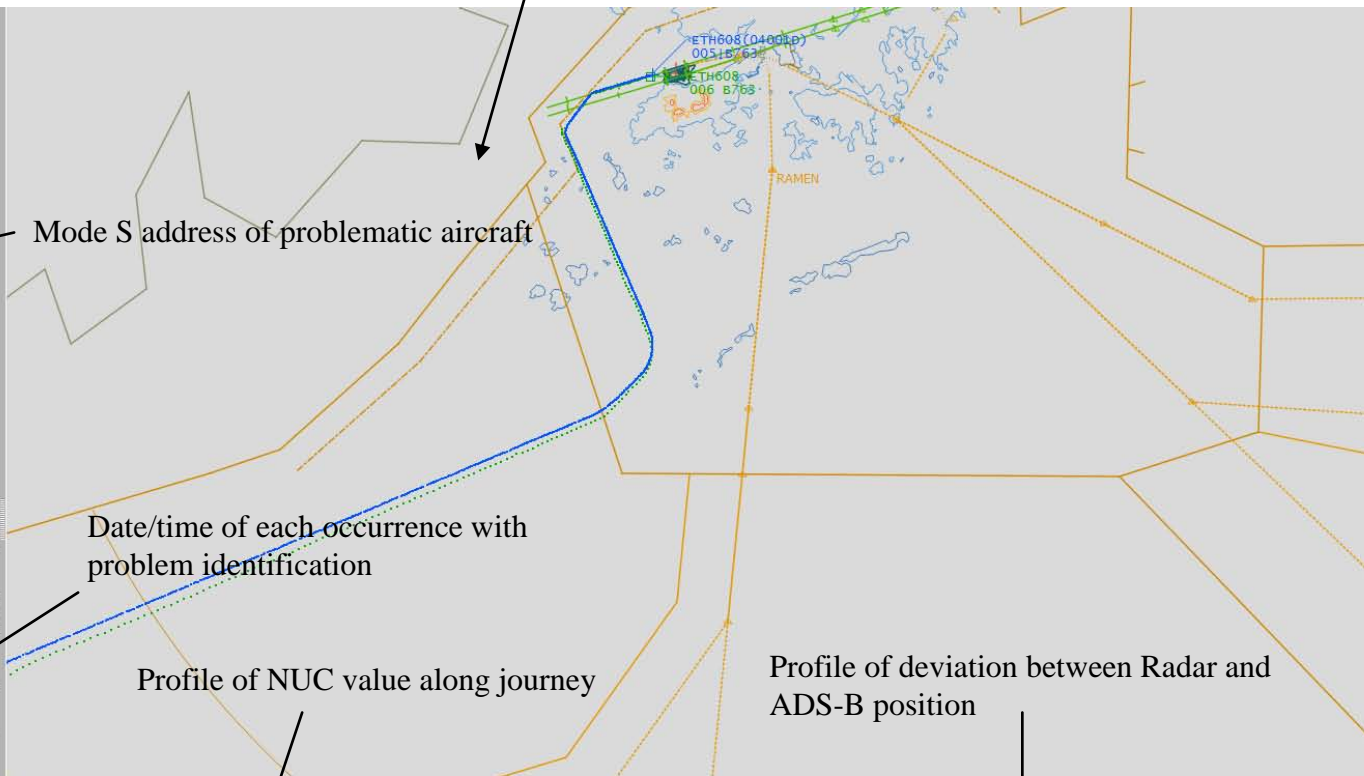 ETH608(04001D)
005|B763
ETH608
006 B763
RAMEN
Mode S address of problematic aircraft
Date/time of each occurrence with
problem identification
Profile of NUC value along journey
Profile of deviation between Radar and
ADS-B position